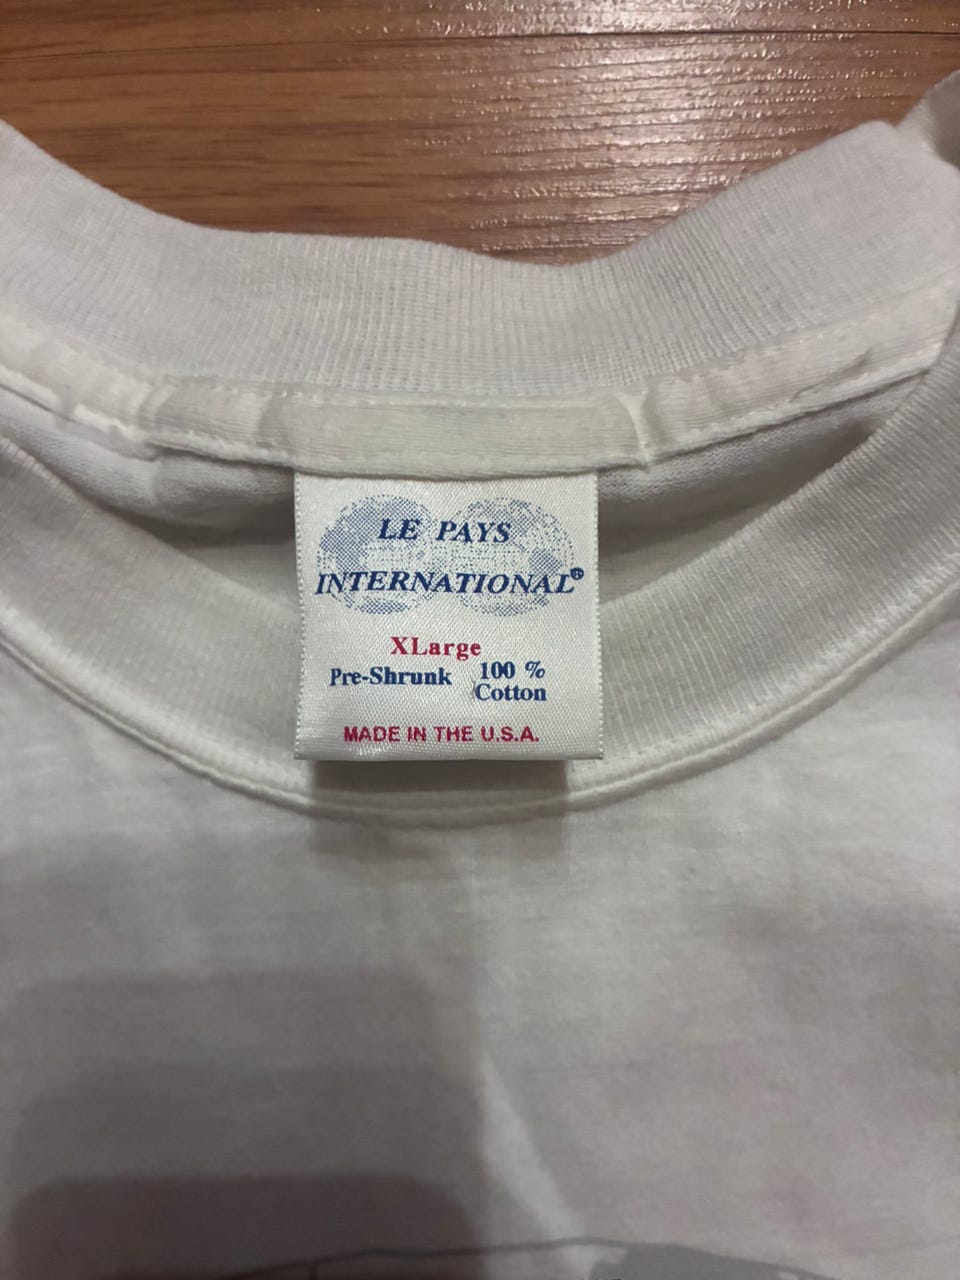 LE PAYS
INTERNATIONAL®
XLarge
Pre-Shrunk 100 %
Cotton
MADE IN THE U.S.A.